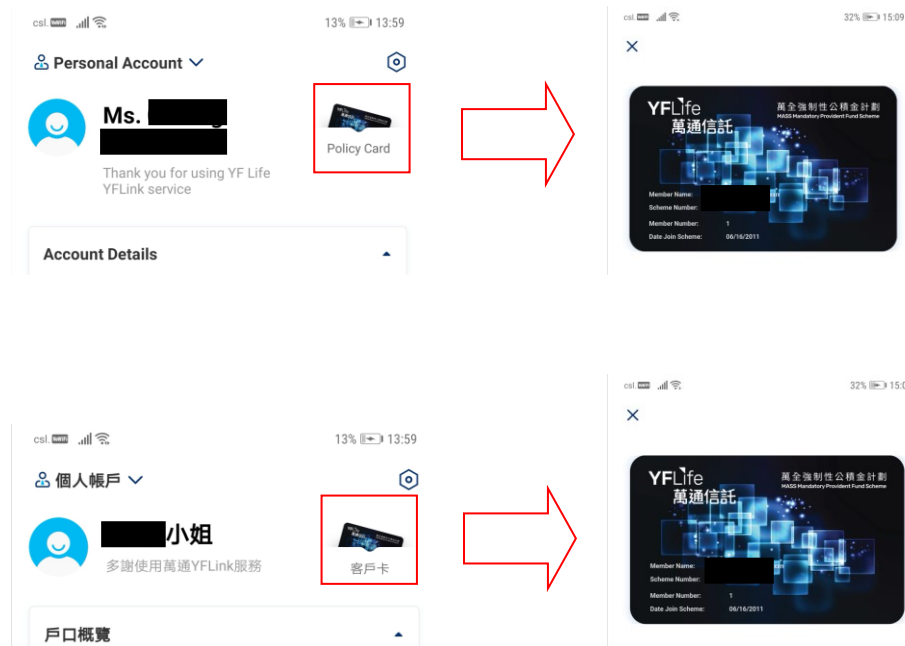 csl. 13% 13:59
Personal Account
Ms.
Policy Card
Thank you for using YF Life
YFLink service
Account Details
csl. 32% 15:09
YFLife
萬通信託
萬全強制性公積金計劃
MASS Mandatory Provident Fund Scheme
Member Name:
Scheme Number:
Member Number: 1
Date Join Scheme: 06/16/2011
csl. 13% 13:59
個人帳戶
小姐
多謝使用萬通YFLink服務
客戶卡
戶口概覽
csl. 32% 15:0
YFLife
萬通信託
萬全強制性公積金計劃
MASS Mandatory Provident Fund Scheme
Member Name:
Scheme Number:
Member Number: 1
Date Join Scheme: 06/16/2011